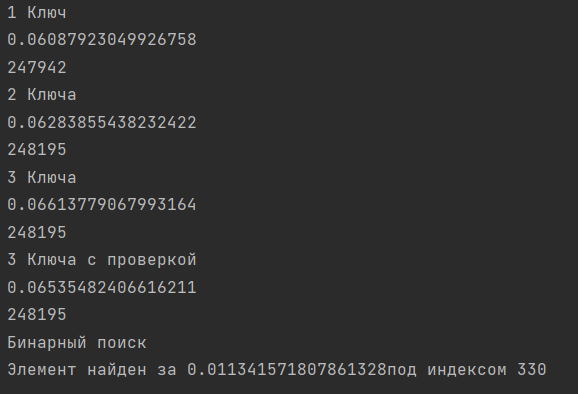 1 Ключ
0.06087923049926758
247942
2 Ключа
0.06283855438232422
248195
3 Ключа
0.06613779067993164
248195
3 Ключа с проверкой
0.06535482406616211
248195
Бинарный поиск
Элемент найден за 0.011341571807861328под индексом 330